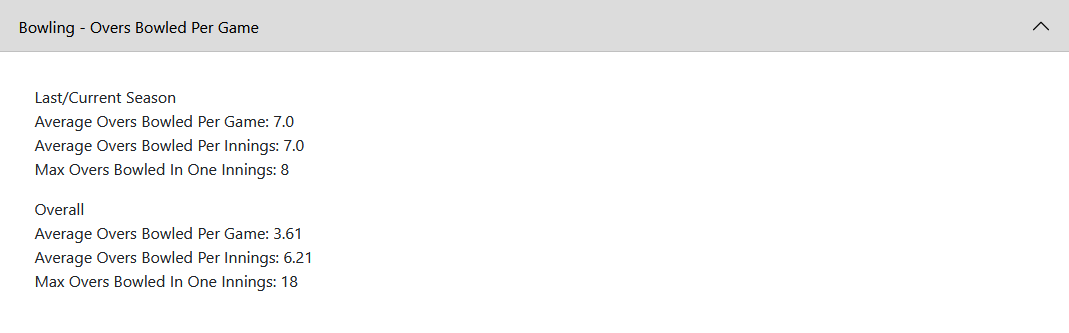 Bowling - Overs Bowled Per Game
Last/Current Season
Average Overs Bowled Per Game: 7.0
Average Overs Bowled Per Innings: 7.0
Max Overs Bowled In One Innings: 8
Overall
Average Overs Bowled Per Game: 3.61
Average Overs Bowled Per Innings: 6.21
Max Overs Bowled In One Innings: 18